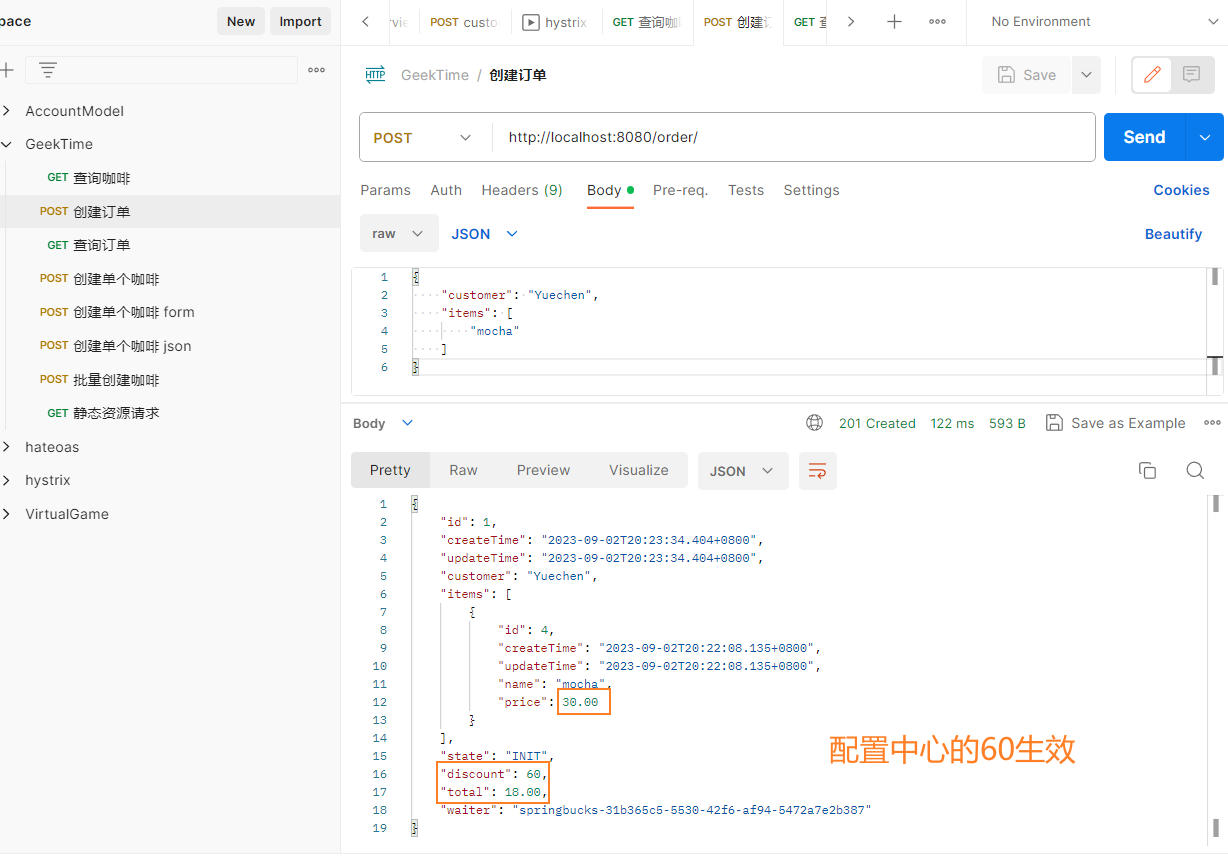 pace
New
Import
AccountModel
GeekTime
GET 查询咖啡
POST 创建订单
GET 查询订单
POST 创建单个咖啡
POST 创建单个咖啡 form
POST 创建单个咖啡 json
POST 批量创建咖啡
GET 静态资源请求
hateoas
hystrix
VirtualGame
POST custo
hystrix
GET 查询咖
POST 创建订
GET
No Environment
HTTP GeekTime / 创建订单
Save
POST
http://localhost:8080/order/
Send
Params
Auth
Headers (9)
Body
Pre-req.
Tests
Settings
Cookies
raw
JSON
Beautify
1 {
2 "customer": "Yuechen",
3 "items": [
4 "mocha"
5 ]
6 }
Body
201 Created
122 ms
593 B
Save as Example
Pretty
Raw
Preview
Visualize
JSON
1 {
2 "id": 1,
3 "createTime": "2023-09-02T20:23:34.404+0800",
4 "updateTime": "2023-09-02T20:23:34.404+0800",
5 "customer": "Yuechen",
6 "items": [
7 {
8 "id": 4,
9 "createTime": "2023-09-02T20:22:08.135+0800",
10 "updateTime": "2023-09-02T20:22:08.135+0800",
11 "name": "mocha",
12 "price": 30.00
13 }
14 ],
15 "state": "INIT",
16 "discount": 60,
17 "total": 18.00,
18 "waiter": "springbucks-31b365c5-5530-42f6-af94-5472a7e2b387"
19 }
配置中心的60生效